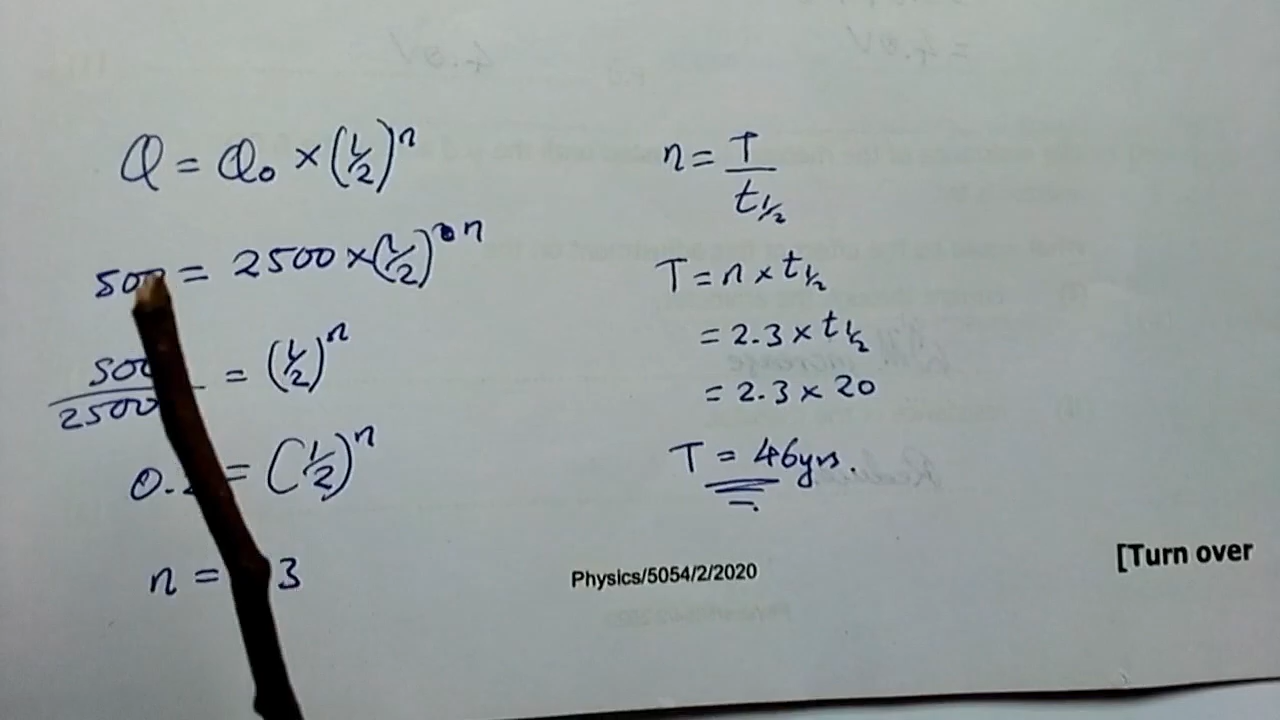 Q = Q₀ × (1/2)ⁿ
500 = 2500 × (1/2)ⁿ
500/2500 = (1/2)ⁿ
0. = (1/2)ⁿ
n = 3
n = T/t½
T = n × t½
= 2.3 × t½
= 2.3 × 20
T = 46yrs.
Physics/5054/2/2020
[Turn over